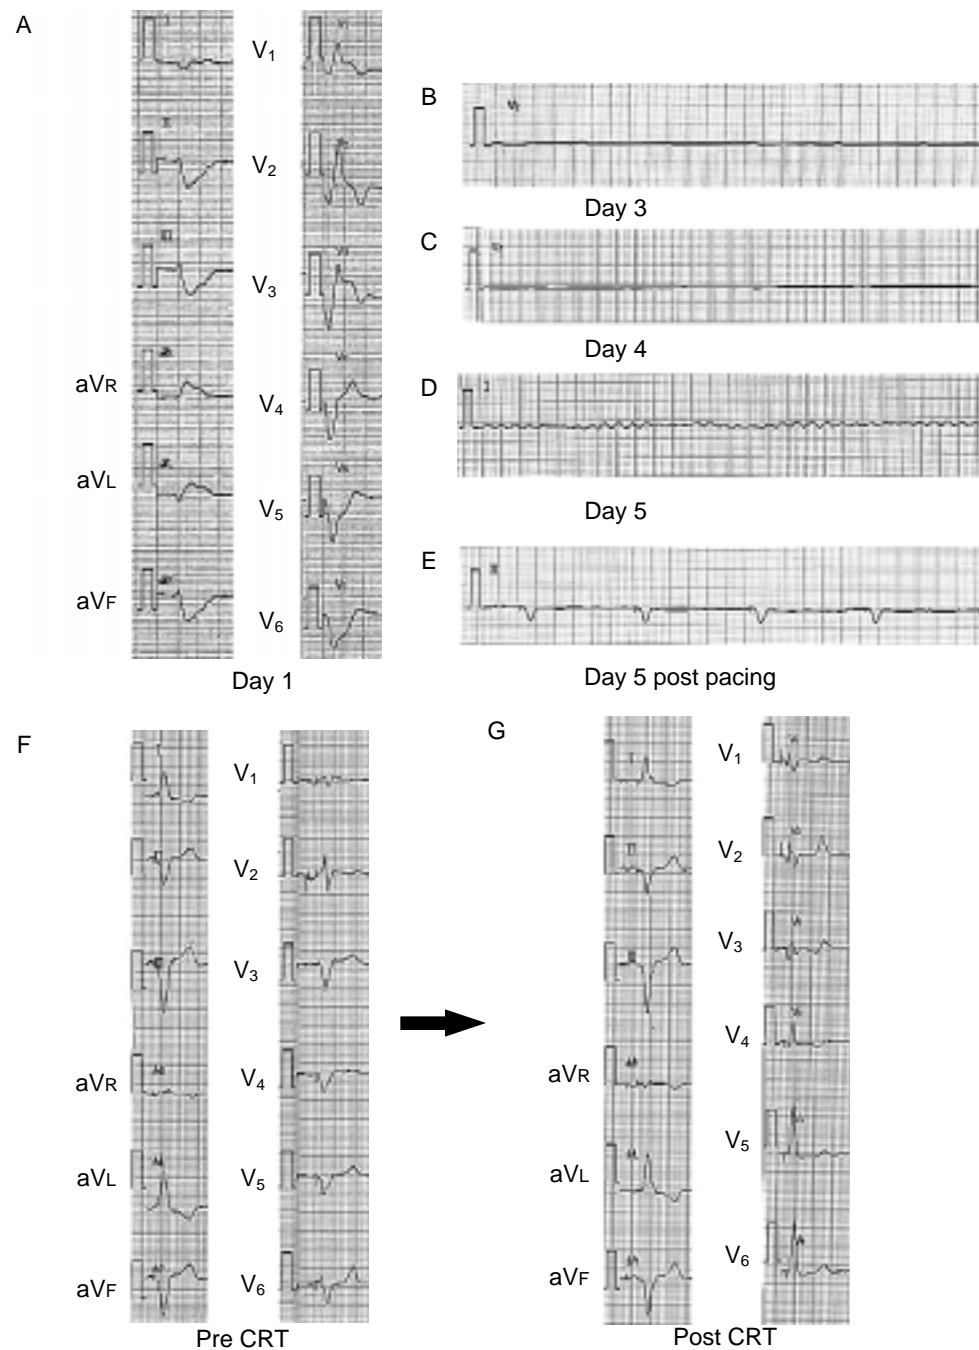 A
V1
V2
V3
aVR
V4
aVL
V5
aVF
V6
Day 1
B
Day 3
C
Day 4
D
Day 5
E
Day 5 post pacing
F
V1
V2
V3
aVR
V4
aVL
V5
aVF
V6
Pre CRT
G
V1
V2
V3
V4
aVR
V5
aVL
V6
aVF
Post CRT